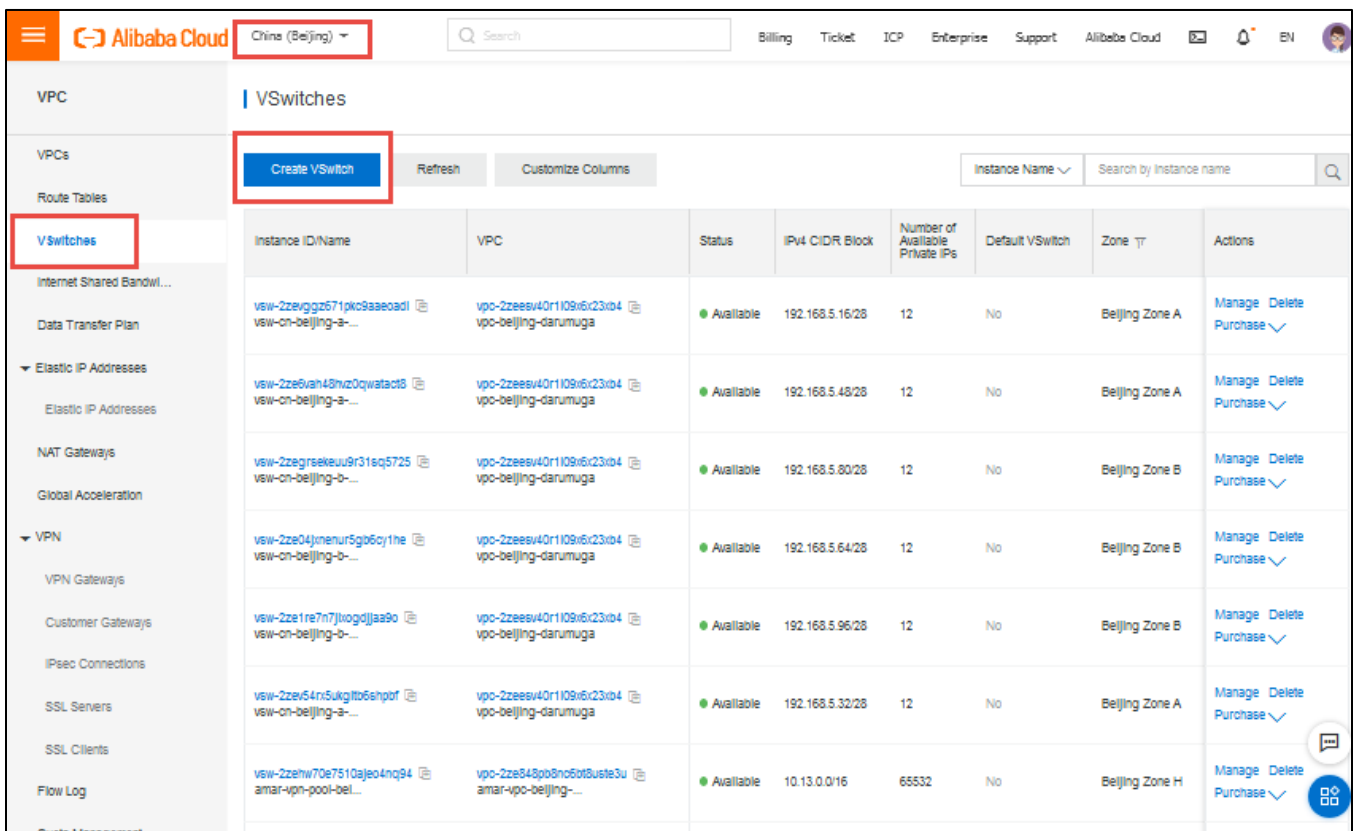 Alibaba Cloud China (Beijing) Search Billing Ticket ICP Enterprise Support Alibaba Cloud EN
VPC
VPCs
Route Tables
VSwitches
Internet Shared Bandwi...
Data Transfer Plan
Elastic IP Addresses
Elastic IP Addresses
NAT Gateways
Global Acceleration
VPN
VPN Gateways
Customer Gateways
IPsec Connections
SSL Servers
SSL Clients
Flow Log
VSwitches
Create VSwitch Refresh Customize Columns Instance Name Search by instance name
Instance ID/Name VPC Status IPv4 CIDR Block Number of Available Private IPs Default VSwitch Zone Actions
vsw-2zevggz671pkc9aaeoadl vpc-2zeesv40r1l09x6x23xb4 Available 192.168.5.16/28 12 No Beijing Zone A Manage Delete
vsw-cn-beijing-a-... vpc-beijing-darumuga Purchase
vsw-2ze6vah48hvz0qwatact8 vpc-2zeesv40r1l09x6x23xb4 Available 192.168.5.48/28 12 No Beijing Zone A Manage Delete
vsw-cn-beijing-a-... vpc-beijing-darumuga Purchase
vsw-2zegrsekeuu9r31sq5725 vpc-2zeesv40r1l09x6x23xb4 Available 192.168.5.80/28 12 No Beijing Zone B Manage Delete
vsw-cn-beijing-b-... vpc-beijing-darumuga Purchase
vsw-2ze04jxnenur5gb6cy1he vpc-2zeesv40r1l09x6x23xb4 Available 192.168.5.64/28 12 No Beijing Zone B Manage Delete
vsw-cn-beijing-b-... vpc-beijing-darumuga Purchase
vsw-2ze1re7n7jlxogdjjaa9o vpc-2zeesv40r1l09x6x23xb4 Available 192.168.5.96/28 12 No Beijing Zone B Manage Delete
vsw-cn-beijing-b-... vpc-beijing-darumuga Purchase
vsw-2zev54rx5ukgltb6shpbf vpc-2zeesv40r1l09x6x23xb4 Available 192.168.5.32/28 12 No Beijing Zone A Manage Delete
vsw-cn-beijing-a-... vpc-beijing-darumuga Purchase
vsw-2zehw70e7510ajeo4nq94 vpc-2ze848pb8nc6bt8uste3u Available 10.13.0.0/16 65532 No Beijing Zone H Manage Delete
amar-vpn-pool-bei... amar-vpc-beijing-... Purchase